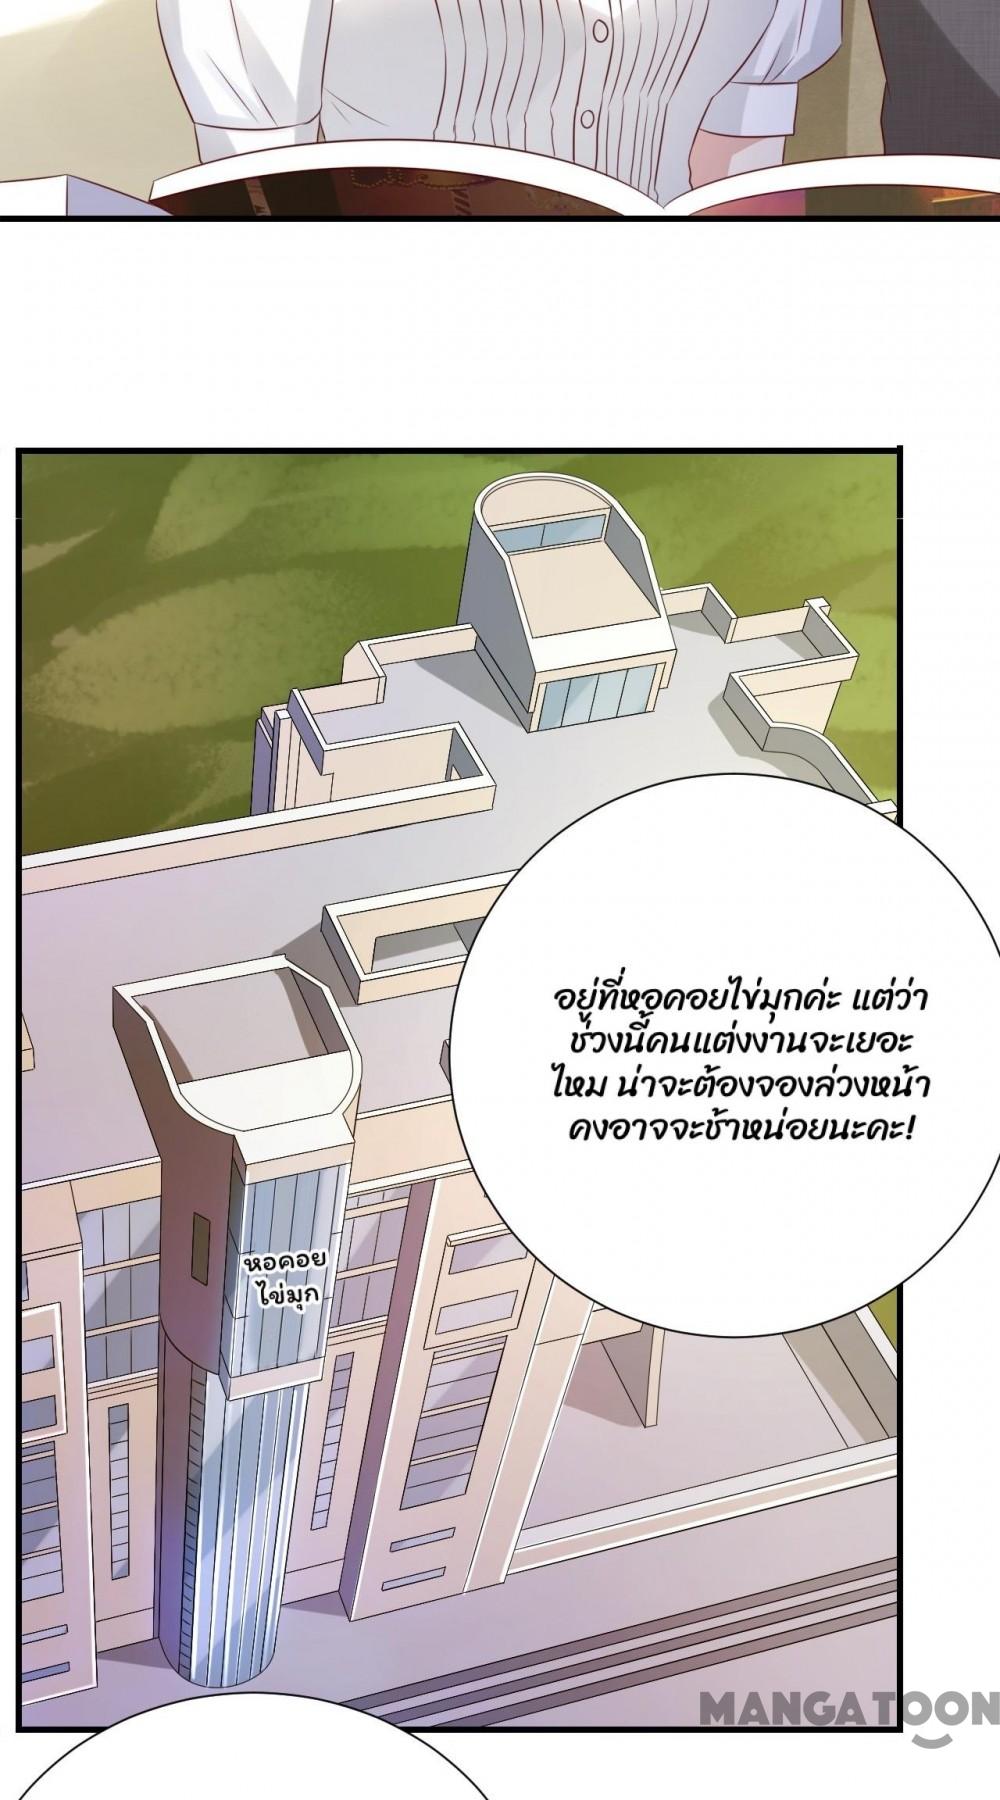 อยู่ที่หอคอยไข่มุกค่ะ แต่ว่า
ช่วงนี้คนแต่งงานจะเยอะ
ไหม น่าจะต้องจองล่วงหน้า
คงอาจจะช้าหน่อยนะคะ!
หอคอย
ไข่มุก
MANGATOON